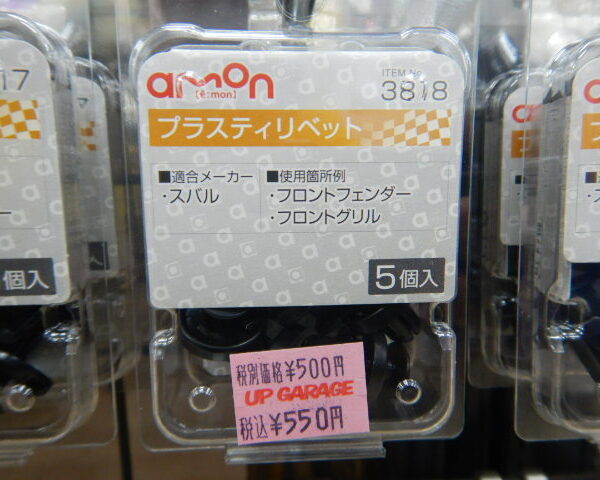 17
amon
[é:mon]
ITEM No.
3818
プラスティリベット
■適合メーカー
・スバル
■使用箇所例
・フロントフェンダー
・フロントグリル
5個入
個入
税別価格¥500円
UP GARAGE
税込¥550円